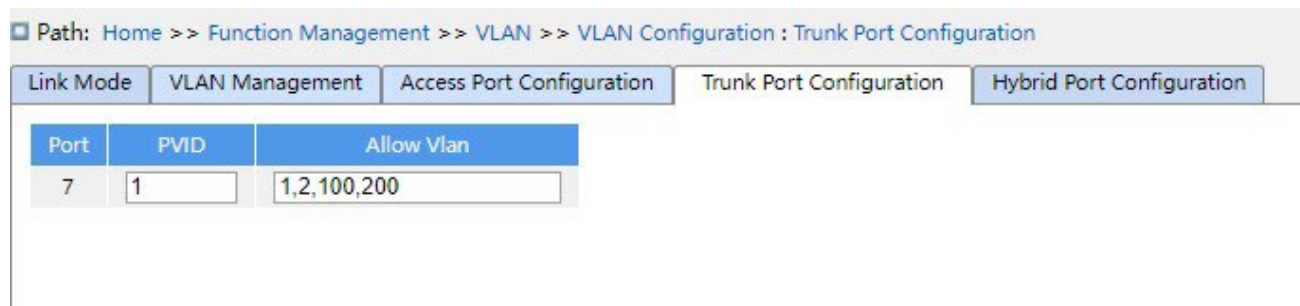 Path: Home >> Function Management >> VLAN >> VLAN Configuration : Trunk Port Configuration
Link Mode VLAN Management Access Port Configuration Trunk Port Configuration Hybrid Port Configuration
Port PVID Allow Vlan
7 1 1,2,100,200